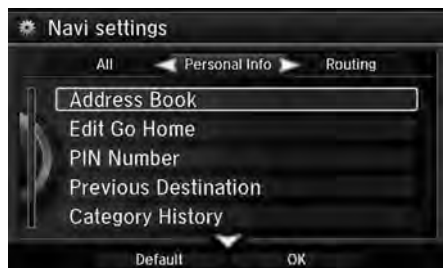 Navi settings
All Personal Info Routing
Address Book
Edit Go Home
PIN Number
Previous Destination
Category History
Default OK